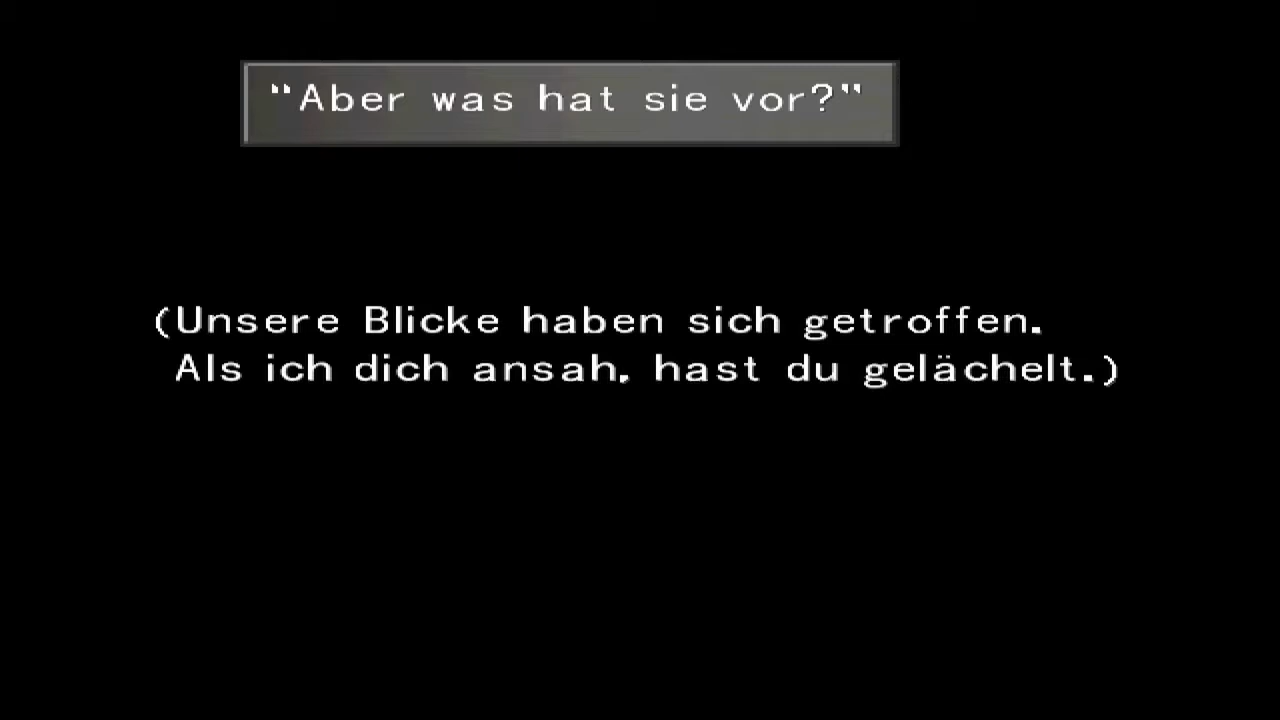 “Aber was hat sie vor?”
(Unsere Blicke haben sich getroffen.
Als ich dich ansah, hast du gelächelt.)